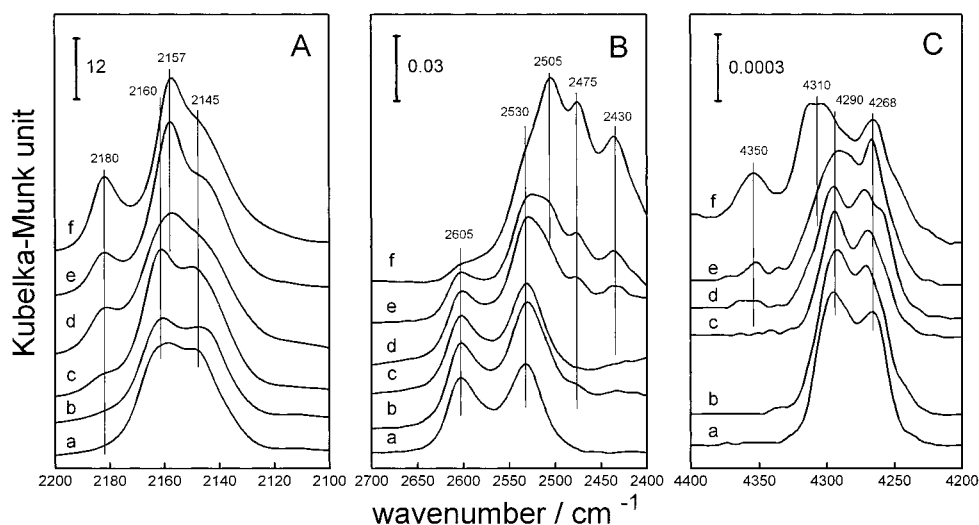 Kubelka-Munk unit
A
12
2157
2160
2145
2180
f
e
d
c
b
a
2200 2180 2160 2140 2120 2100
B
0.03
2505
2475
2530
2430
2605
f
e
d
c
b
a
2700 2650 2600 2550 2500 2450 2400
C
0.0003
4310
4290
4268
4350
f
e
d
c
b
a
4400 4350 4300 4250 4200
wavenumber / cm -1